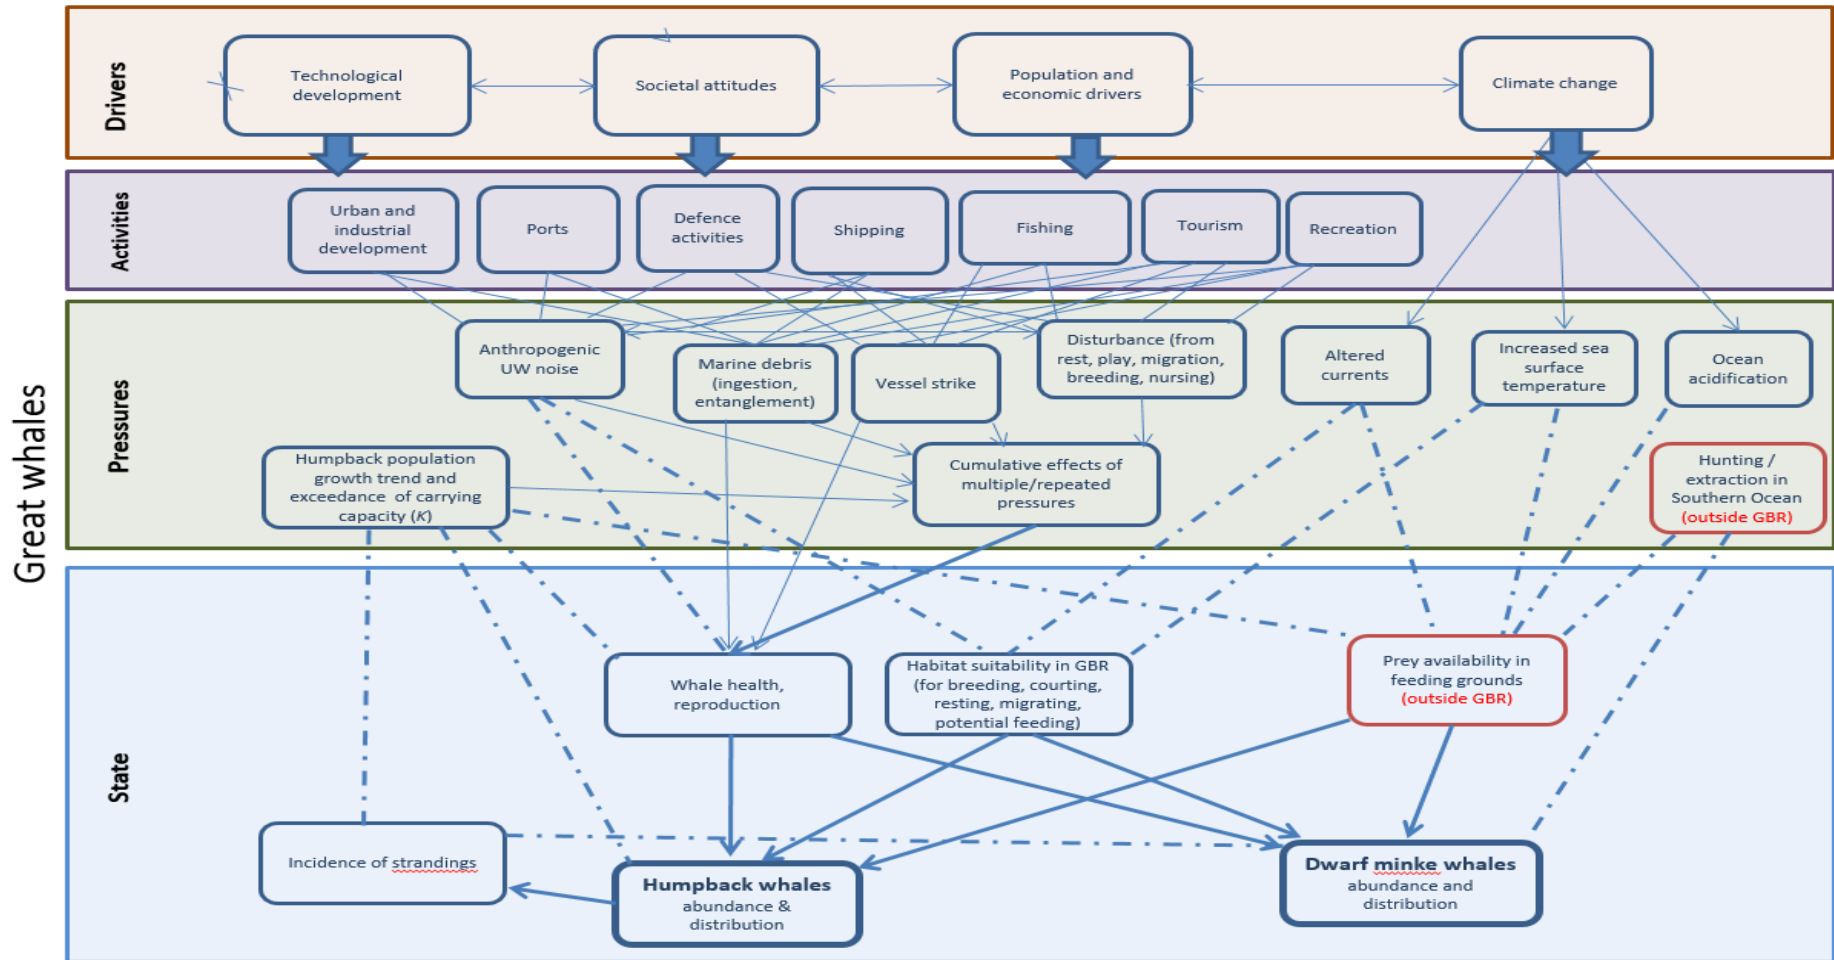 Great whales
Drivers
Technological
development
Societal attitudes
Population and
economic drivers
Climate change
Activities
Urban and
industrial
development
Ports
Defence
activities
Shipping
Fishing
Tourism
Recreation
Pressures
Anthropogenic
UW noise
Marine debris
(ingestion,
entanglement)
Vessel strike
Disturbance (from
rest, play, migration,
breeding, nursing)
Altered
currents
Increased sea
surface
temperature
Ocean
acidification
Humpback population
growth trend and
exceedance of carrying
capacity (K)
Cumulative effects of
multiple/repeated
pressures
Hunting /
extraction in
Southern Ocean
(outside GBR)
State
Whale health,
reproduction
Habitat suitability in GBR
(for breeding, courting,
resting, migrating,
potential feeding)
Prey availability in
feeding grounds
(outside GBR)
Incidence of strandings
Humpback whales
abundance &
distribution
Dwarf minke whales
abundance and
distribution